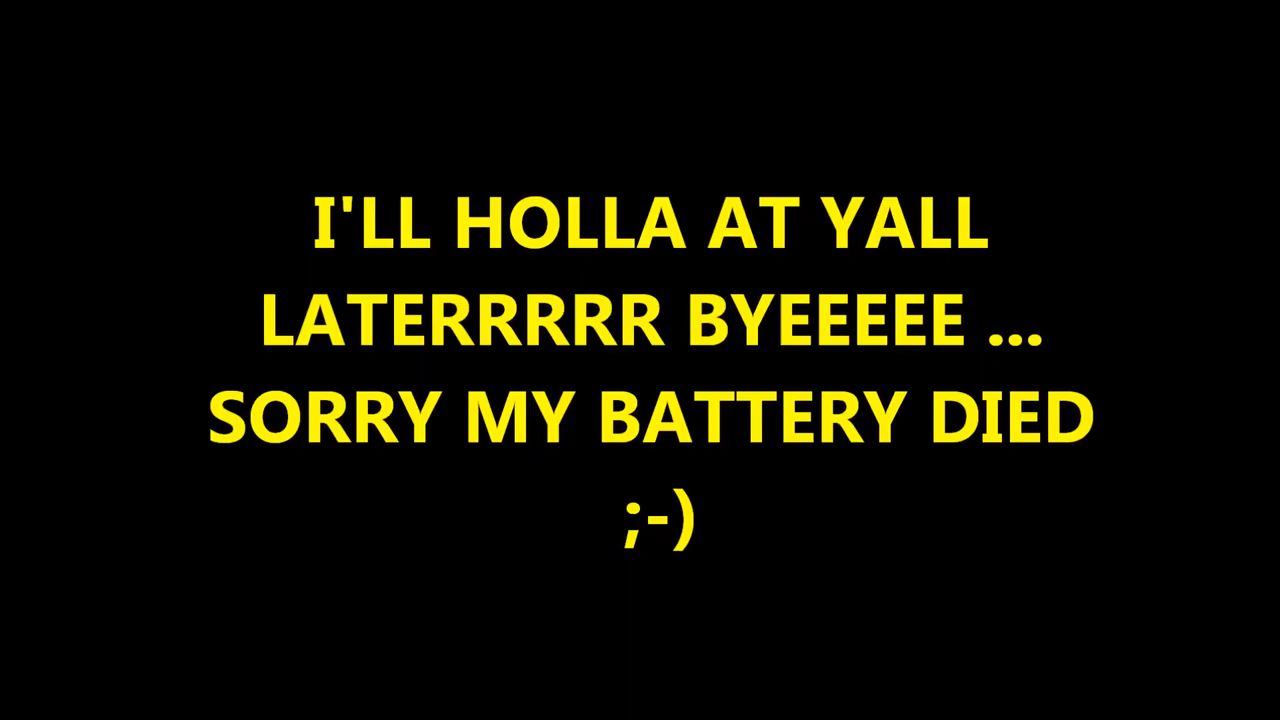 I'LL HOLLA AT YALL
LATERRRRR BYEEEEE ...
SORRY MY BATTERY DIED
;-)